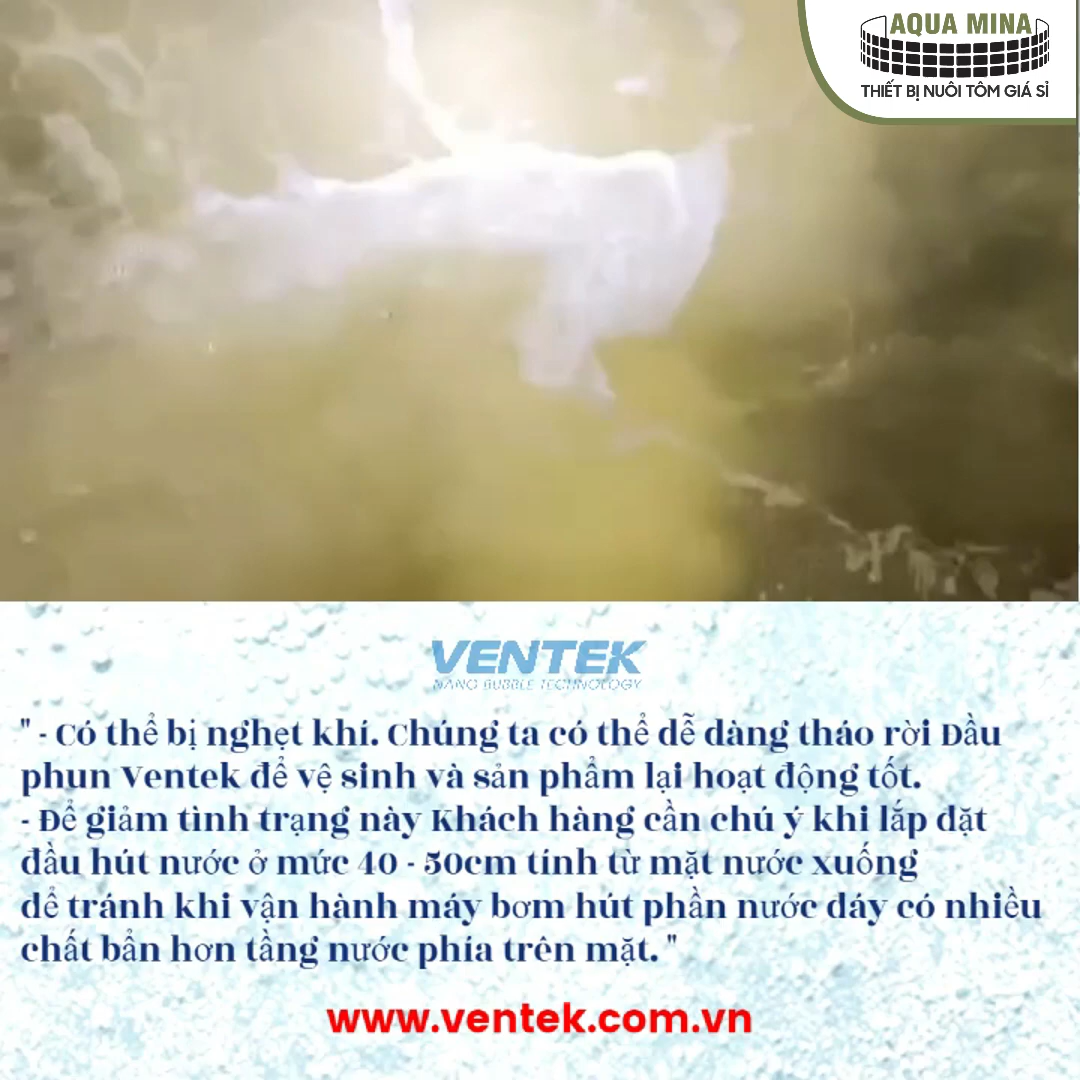 AQUA MINA
THIẾT BỊ NUÔI TÔM GIÁ SỈ
VENTEK
NANO BUBBLE TECHNOLOGY
" - Có thể bị nghẹt khí. Chúng ta có thể dễ dàng tháo rời Đầu
phun Ventek để vệ sinh và sản phẩm lại hoạt động tốt.
- Để giảm tình trạng này Khách hàng cần chú ý khi lắp đặt
đầu hút nước ở mức 40 - 50cm tính từ mặt nước xuống
để tránh khi vận hành máy bơm hút phần nước đáy có nhiều
chất bẩn hơn tầng nước phía trên mặt. "
www.ventek.com.vn